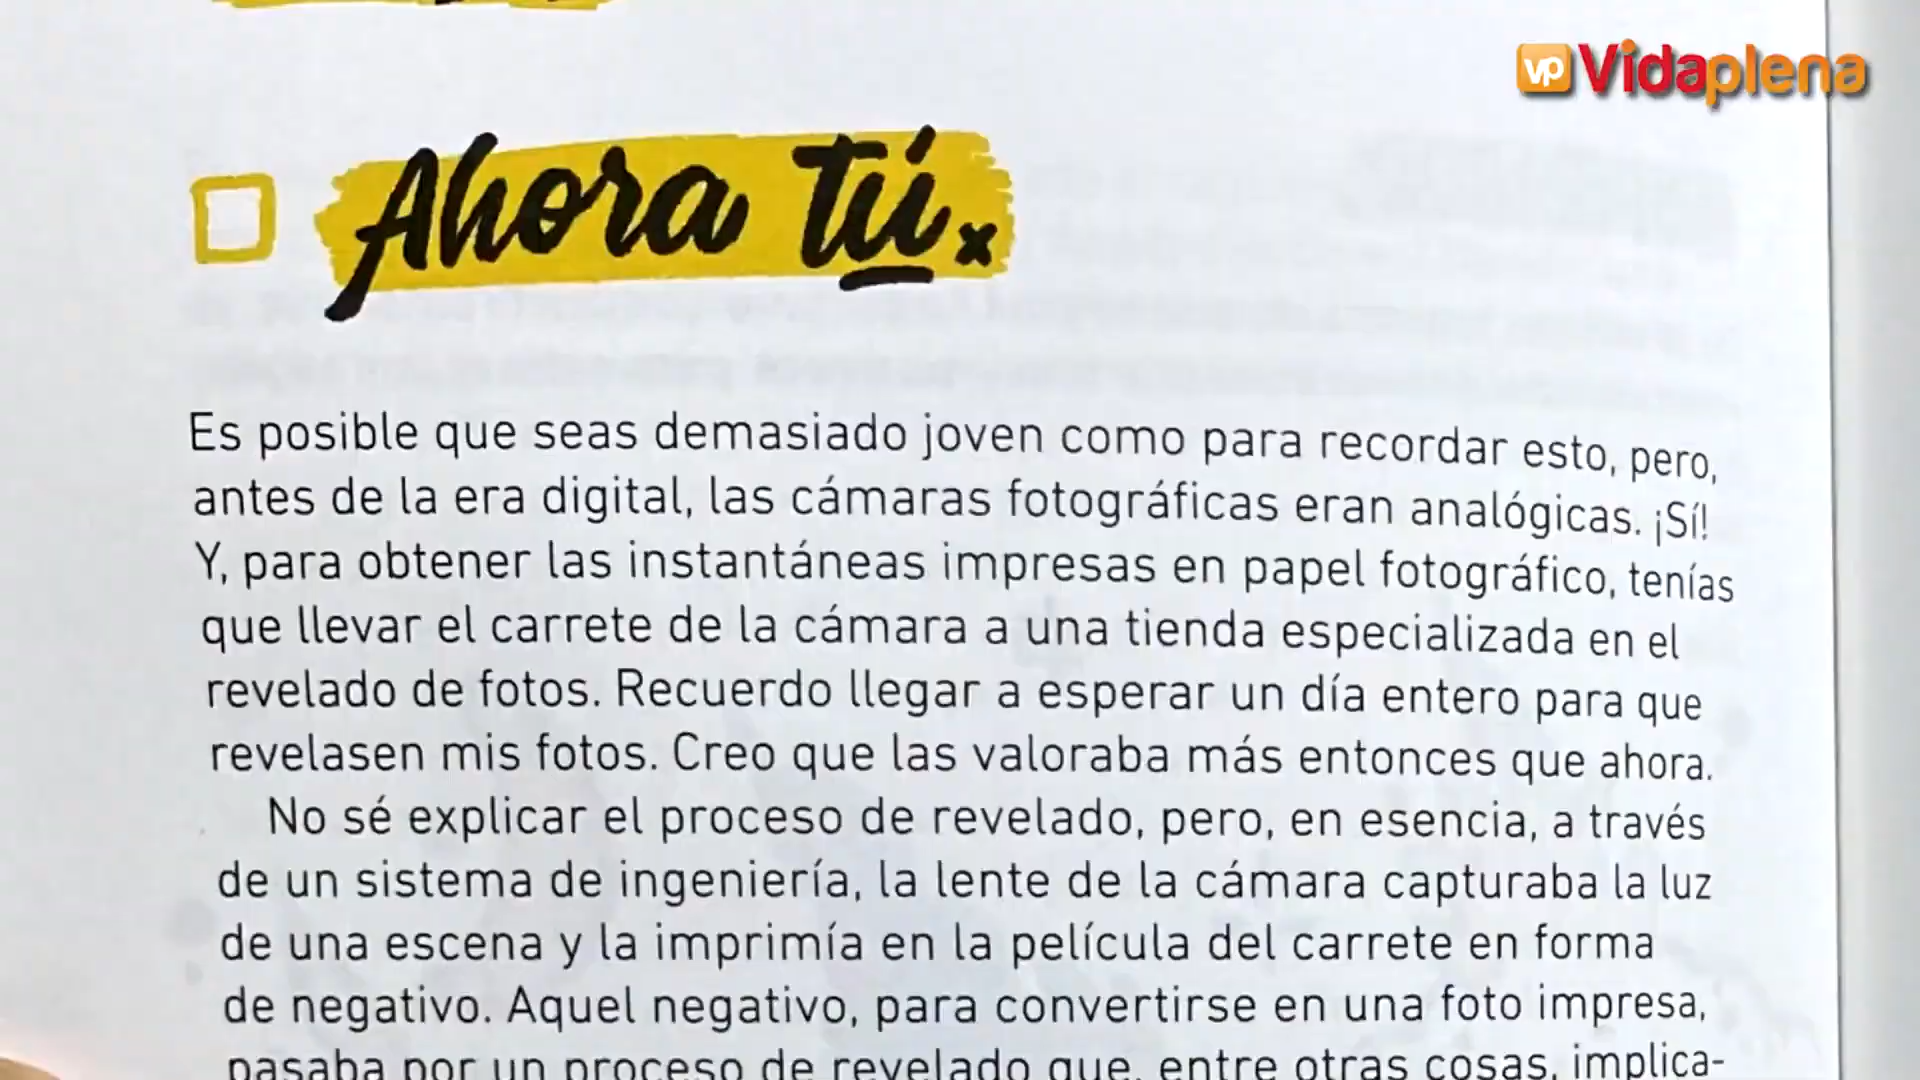 vp Vidaplena
Ahora tú.x
Es posible que seas demasiado joven como para recordar esto, pero,
antes de la era digital, las cámaras fotográficas eran analógicas. ¡Sí!
Y, para obtener las instantáneas impresas en papel fotográfico, tenías
que llevar el carrete de la cámara a una tienda especializada en el
revelado de fotos. Recuerdo llegar a esperar un día entero para que
revelasen mis fotos. Creo que las valoraba más entonces que ahora.
No sé explicar el proceso de revelado, pero, en esencia, a través
de un sistema de ingeniería, la lente de la cámara capturaba la luz
de una escena y la imprimía en la película del carrete en forma
de negativo. Aquel negativo, para convertirse en una foto impresa,
pasaba por un proceso de revelado que, entre otras cosas, implica-